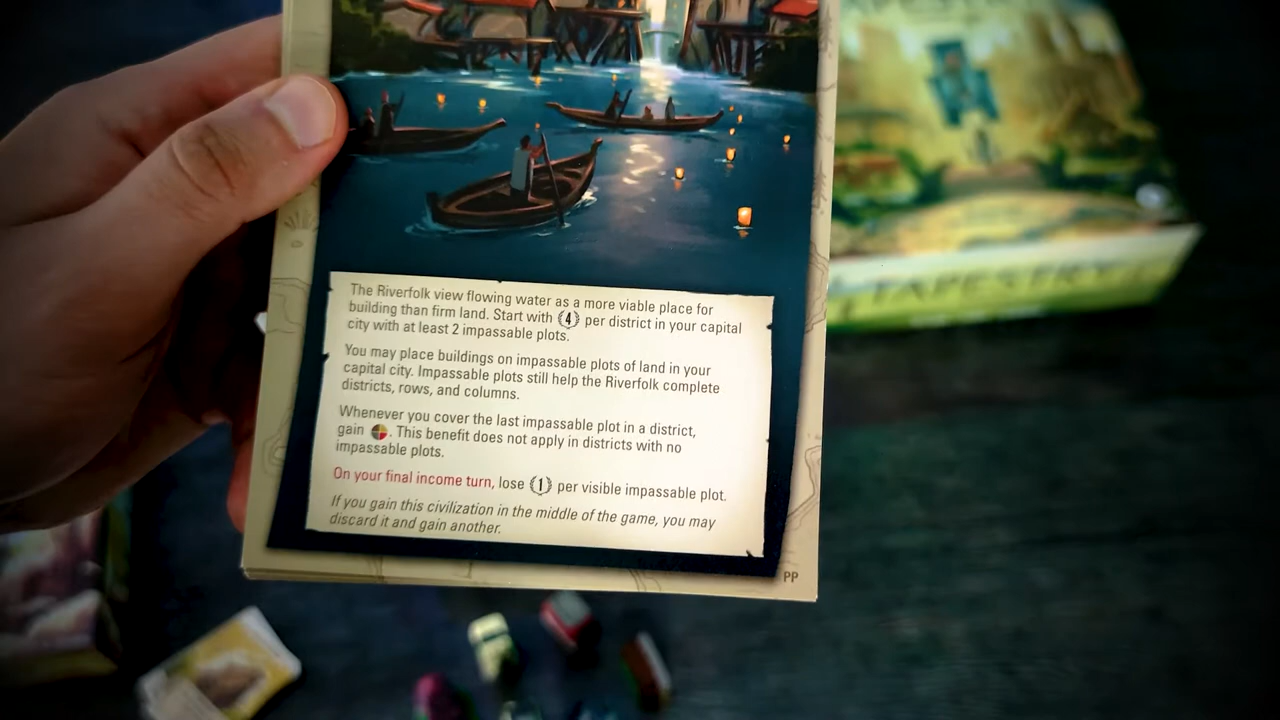 The Riverfolk view flowing water as a more viable place for
building than firm land. Start with 4 per district in your capital
city with at least 2 impassable plots.
You may place buildings on impassable plots of land in your
capital city. Impassable plots still help the Riverfolk complete
districts, rows, and columns.
Whenever you cover the last impassable plot in a district,
gain . This benefit does not apply in districts with no
impassable plots.
On your final income turn, lose 1 per visible impassable plot.
If you gain this civilization in the middle of the game, you may
discard it and gain another.
PP
TAPESTRY